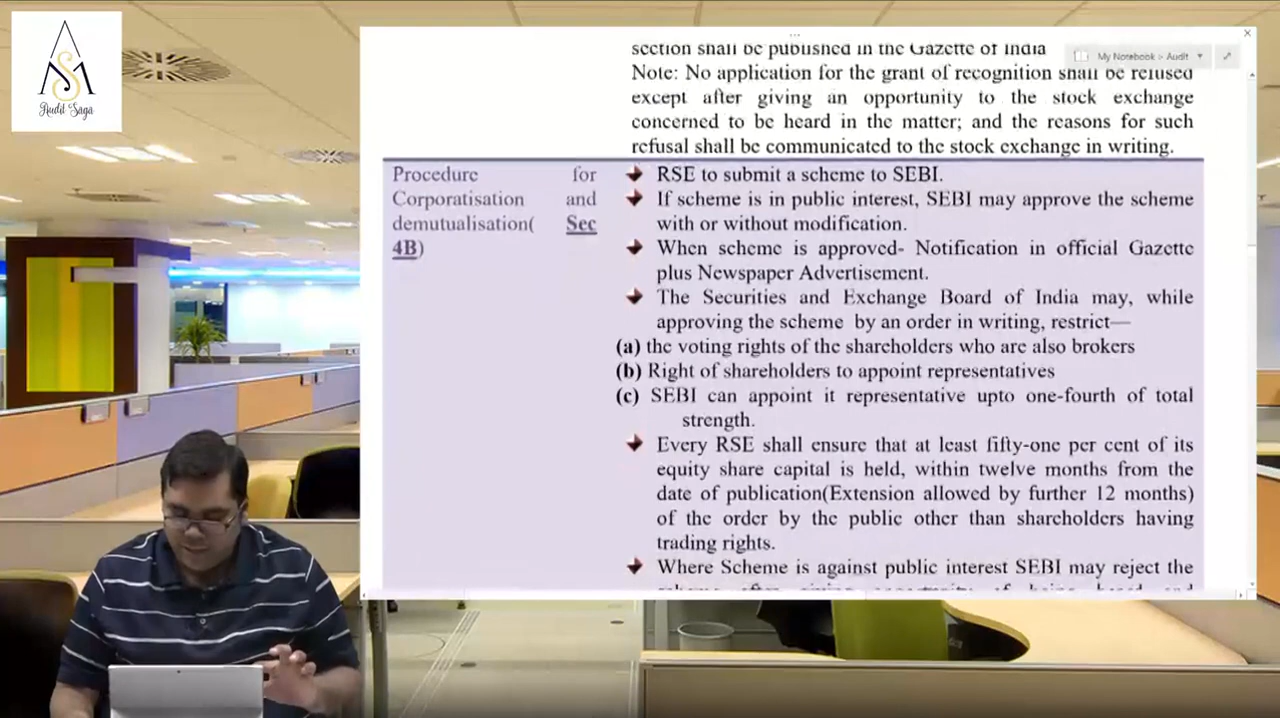 Audit Saga
section shall be published in the Gazette of India
My Notebook > Audit
Note: No application for the grant of recognition shall be refused
except after giving an opportunity to the stock exchange
concerned to be heard in the matter; and the reasons for such
refusal shall be communicated to the stock exchange in writing.
Procedure for
Corporatisation and
demutualisation( Sec
4B)
RSE to submit a scheme to SEBI.
If scheme is in public interest, SEBI may approve the scheme
with or without modification.
When scheme is approved- Notification in official Gazette
plus Newspaper Advertisement.
The Securities and Exchange Board of India may, while
approving the scheme by an order in writing, restrict—
(a) the voting rights of the shareholders who are also brokers
(b) Right of shareholders to appoint representatives
(c) SEBI can appoint it representative upto one-fourth of total
strength.
Every RSE shall ensure that at least fifty-one per cent of its
equity share capital is held, within twelve months from the
date of publication(Extension allowed by further 12 months)
of the order by the public other than shareholders having
trading rights.
Where Scheme is against public interest SEBI may reject the